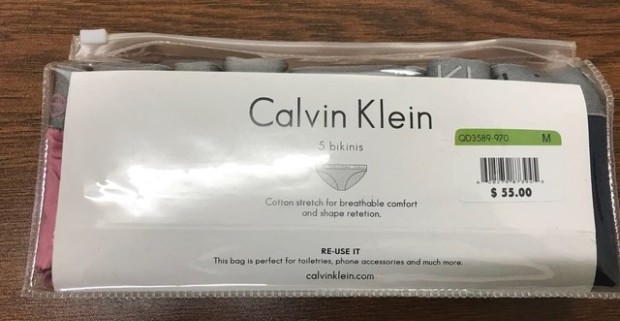 Calvin Klein
5 bikinis
Cotton stretch for breathable comfort
and shape retetion.
RE-USE IT
This bag is perfect for toiletries, phone accessories and much more.
calvinklein.com
QD3589-970 M
$ 55.00